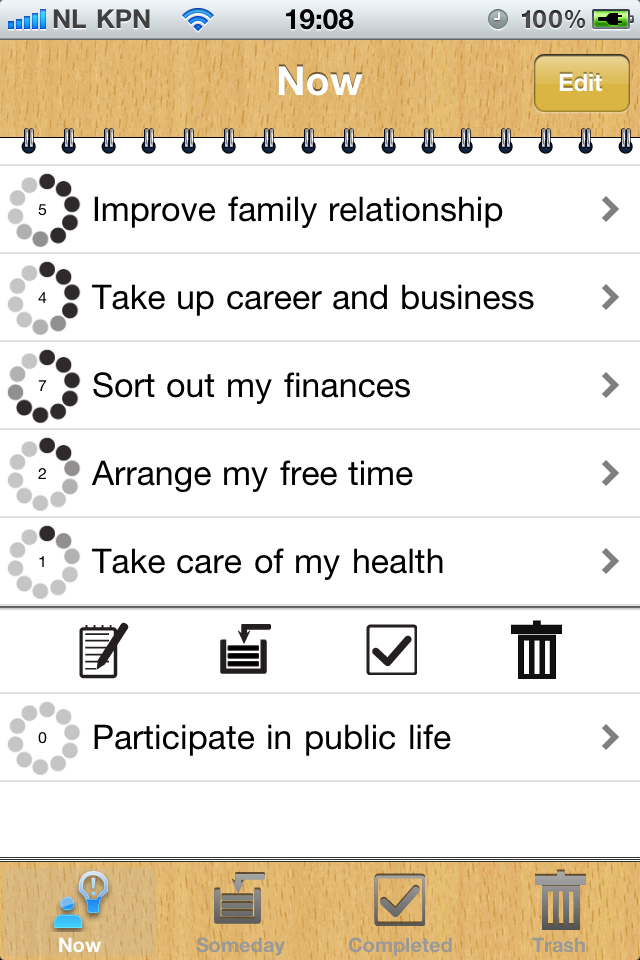 NL KPN 19:08 100%
Now Edit
5 Improve family relationship
4 Take up career and business
7 Sort out my finances
2 Arrange my free time
1 Take care of my health
0 Participate in public life
Now Someday Completed Trash